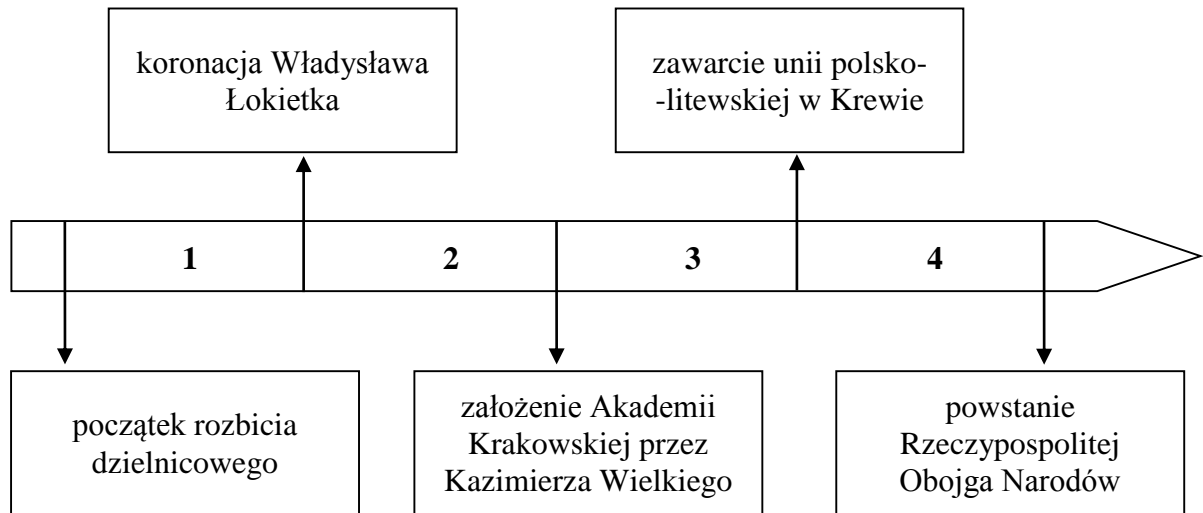 koronacja Władysława
Łokietka
zawarcie unii polsko-
-litewskiej w Krewie
1
2
3
4
początek rozbicia
dzielnicowego
założenie Akademii
Krakowskiej przez
Kazimierza Wielkiego
powstanie
Rzeczypospolitej
Obojga Narodów